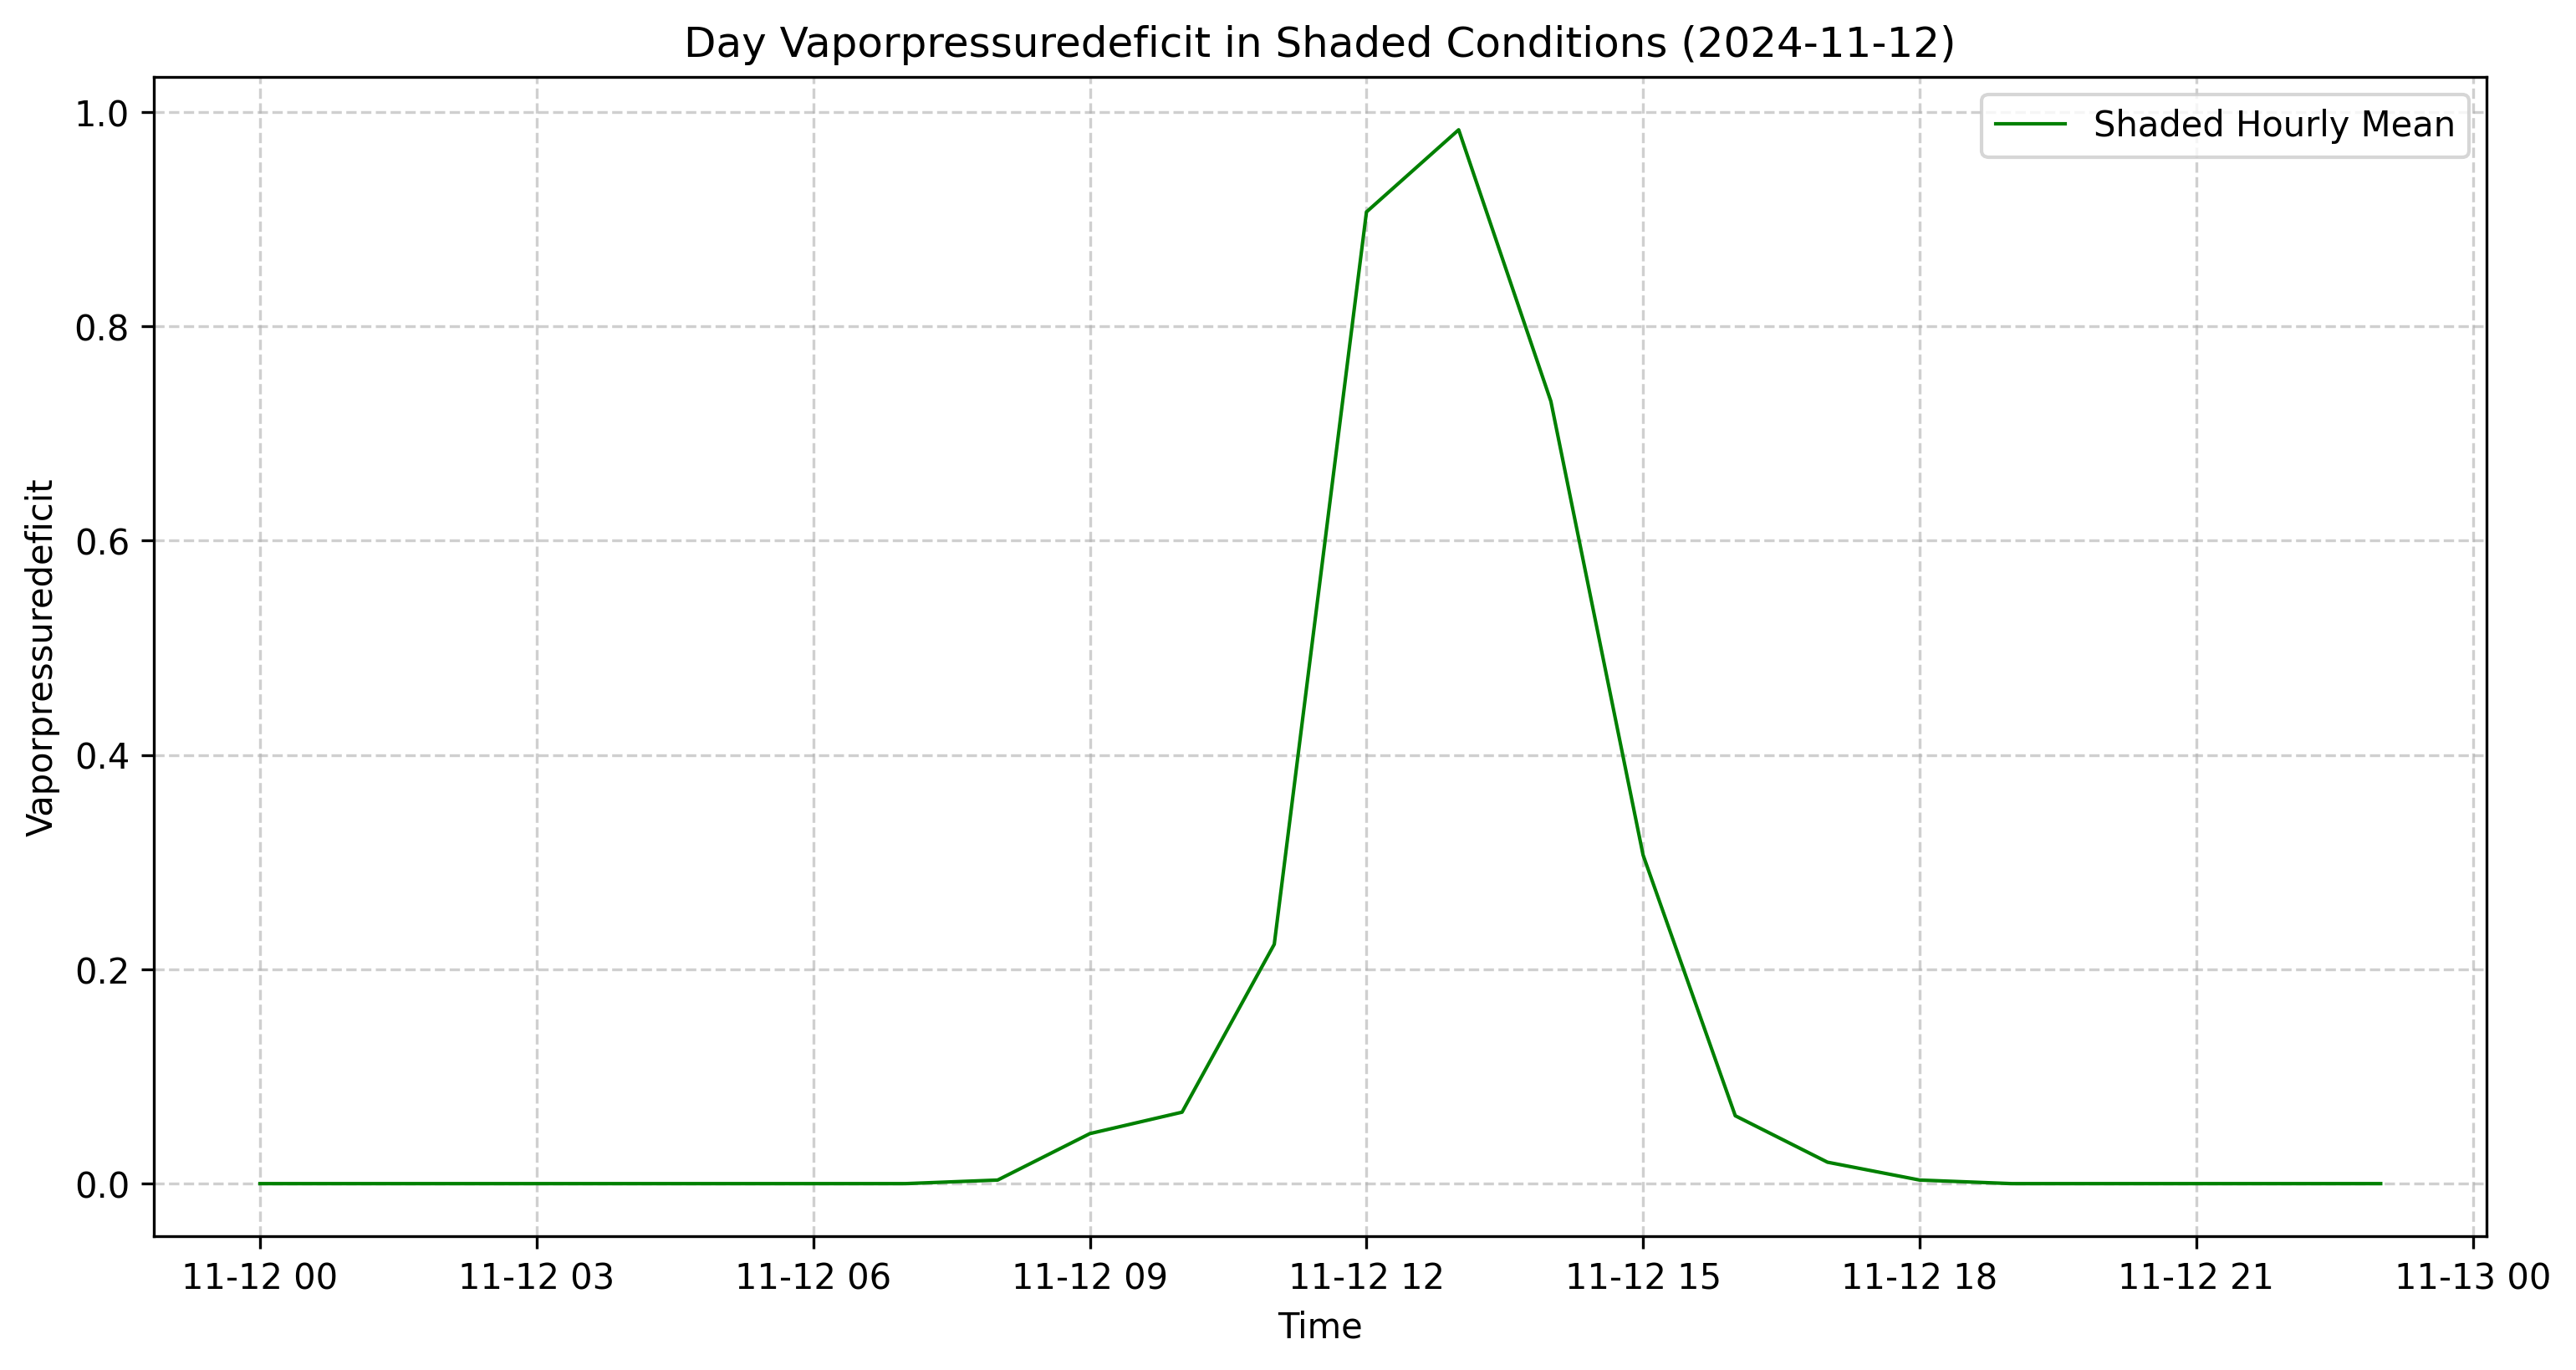 Day Vaporpressuredeficit in Shaded Conditions (2024-11-12)
Shaded Hourly Mean
Vaporpressuredeficit
1.0
0.8
0.6
0.4
0.2
0.0
11-12 00 11-12 03 11-12 06 11-12 09 11-12 12 11-12 15 11-12 18 11-12 21 11-13 00
Time